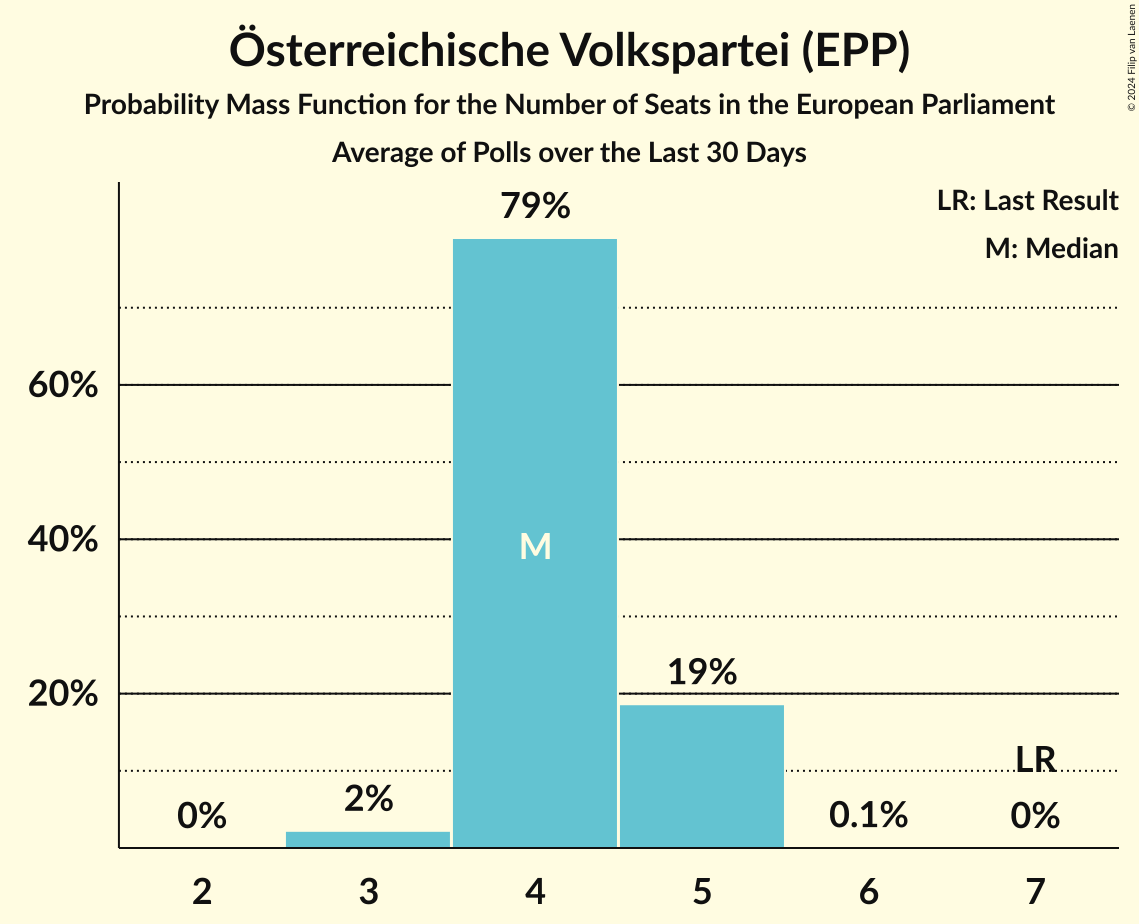 Österreichische Volkspartei (EPP)
Probability Mass Function for the Number of Seats in the European Parliament
Average of Polls over the Last 30 Days
© 2024 Filip van Laenen
LR: Last Result
M: Median
79%
60%
40%
M
20%
19%
LR
0%
2%
0.1%
0%
2 3 4 5 6 7